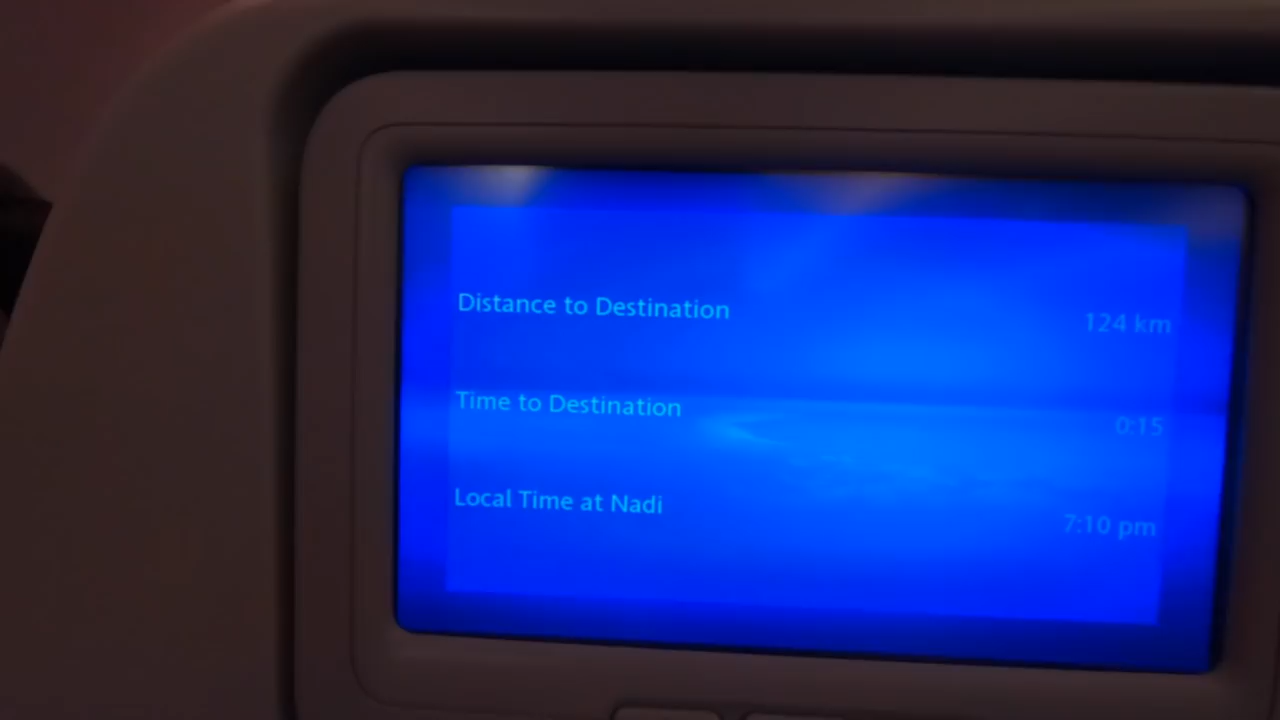 Distance to Destination 124 km
Time to Destination 0:15
Local Time at Nadi 7:10 pm